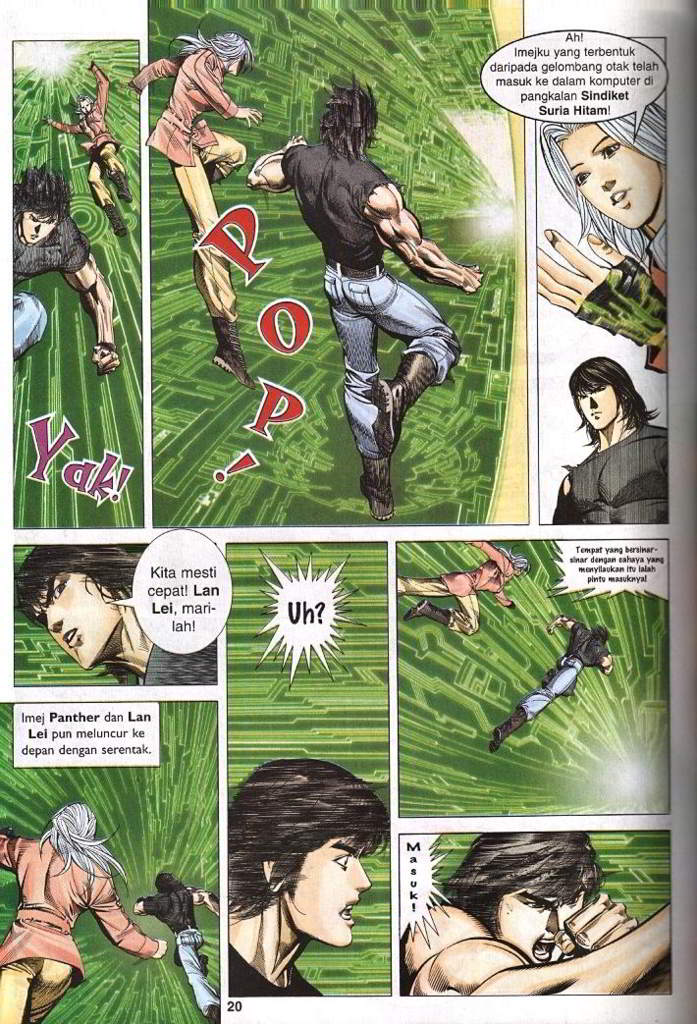 Yak!
POP!
Ah!
Imejku yang terbentuk
daripada gelombang otak telah
masuk ke dalam komputer di
pangkalan Sindiket
Suria Hitam!
Kita mesti
cepat! Lan
Lei, mari-
lah!
Imej Panther dan Lan
Lei pun meluncur ke
depan dengan serentak.
Uh?
Tempat yang bersinar-
sinar dengan cahaya yang
menyilaukan itu ialah
pintu masuknya!
Masuk!
20